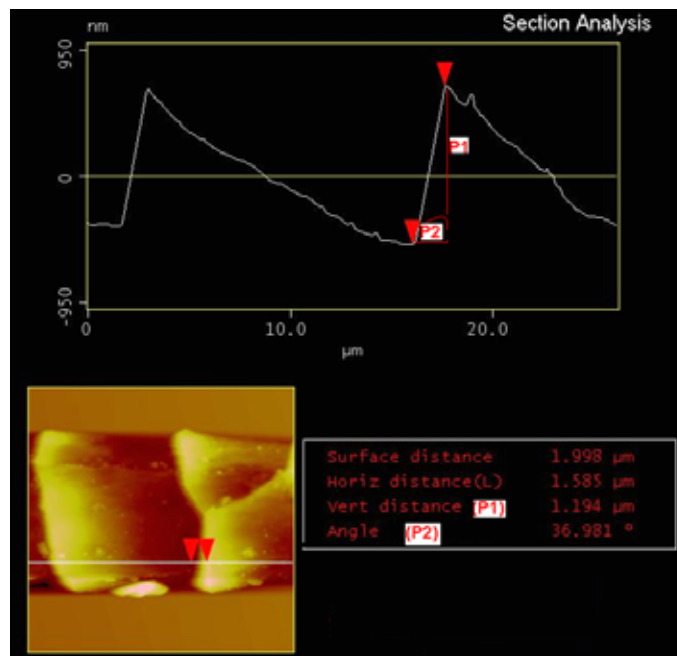 Section Analysis
nm
950
P1
0
P2
-950
0 10.0 20.0
µm
Surface distance 1.998 µm
Horiz distance(L) 1.585 µm
Vert distance (P1) 1.194 µm
Angle (P2) 36.981 °